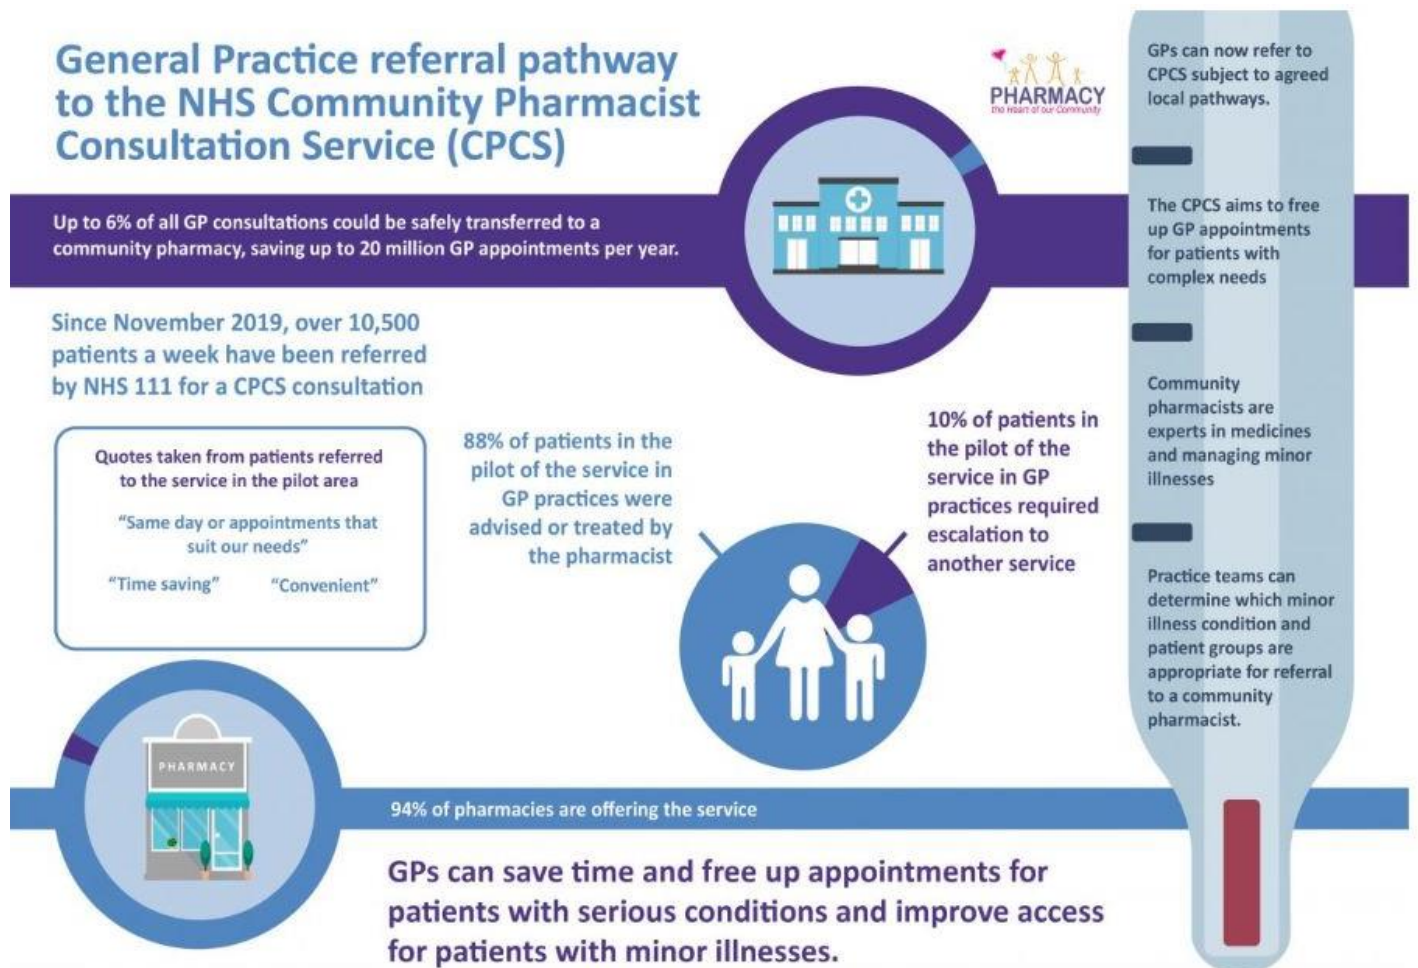 General Practice referral pathway
to the NHS Community Pharmacist
Consultation Service (CPCS)
PHARMACY
the Heart of our Community
Up to 6% of all GP consultations could be safely transferred to a
community pharmacy, saving up to 20 million GP appointments per year.
Since November 2019, over 10,500
patients a week have been referred
by NHS 111 for a CPCS consultation
Quotes taken from patients referred
to the service in the pilot area
“Same day or appointments that
suit our needs”
“Time saving” “Convenient”
88% of patients in the
pilot of the service in
GP practices were
advised or treated by
the pharmacist
10% of patients in
the pilot of the
service in GP
practices required
escalation to
another service
PHARMACY
94% of pharmacies are offering the service
GPs can save time and free up appointments for
patients with serious conditions and improve access
for patients with minor illnesses.
GPs can now refer to
CPCS subject to agreed
local pathways.
The CPCS aims to free
up GP appointments
for patients with
complex needs
Community
pharmacists are
experts in medicines
and managing minor
illnesses
Practice teams can
determine which minor
illness condition and
patient groups are
appropriate for referral
to a community
pharmacist.